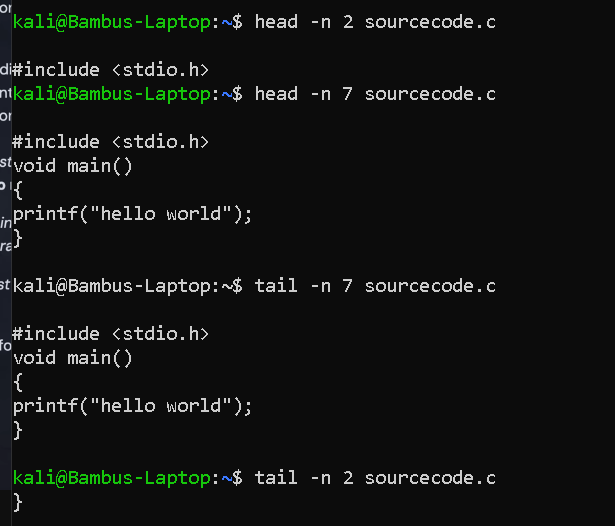 kali@Bambus-Laptop:~$ head -n 2 sourcecode.c
#include <stdio.h>
kali@Bambus-Laptop:~$ head -n 7 sourcecode.c
#include <stdio.h>
void main()
{
printf("hello world");
}
kali@Bambus-Laptop:~$ tail -n 7 sourcecode.c
#include <stdio.h>
void main()
{
printf("hello world");
}
kali@Bambus-Laptop:~$ tail -n 2 sourcecode.c
}